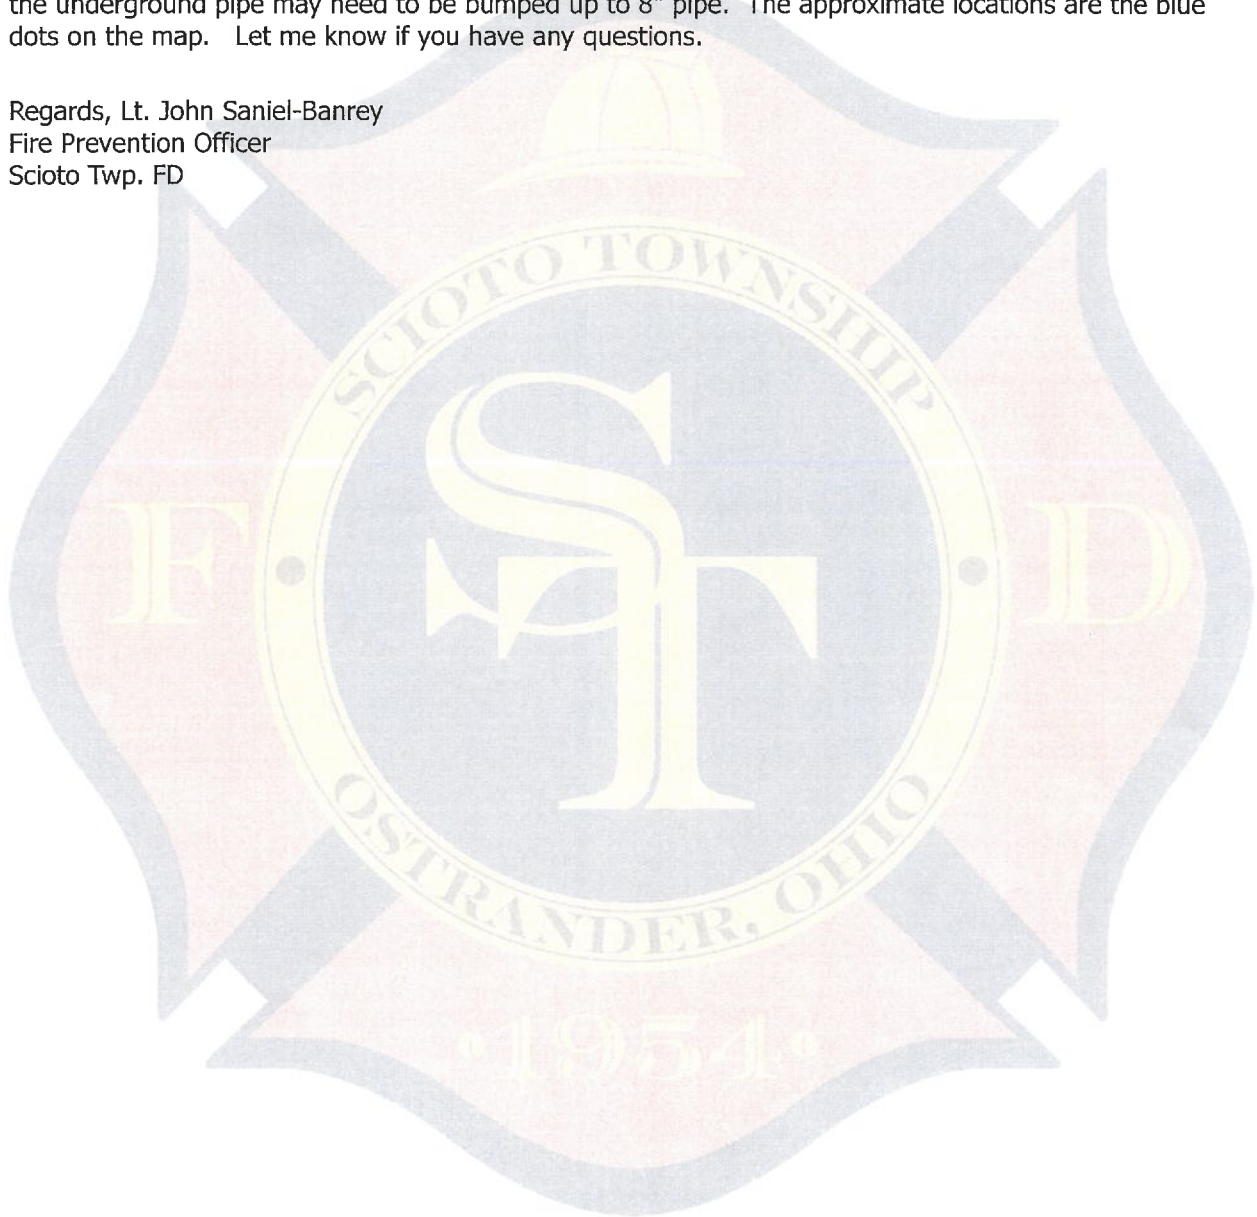 the underground pipe may need to be bumped up to 8" pipe. The approximate locations are the blue
dots on the map. Let me know if you have any questions.
Regards, Lt. John Saniel-Banrey
Fire Prevention Officer
Scioto Twp. FD
SCIOTO TOWNSHIP
F
ST
D
OSTRANDER, OHIO
•1954•